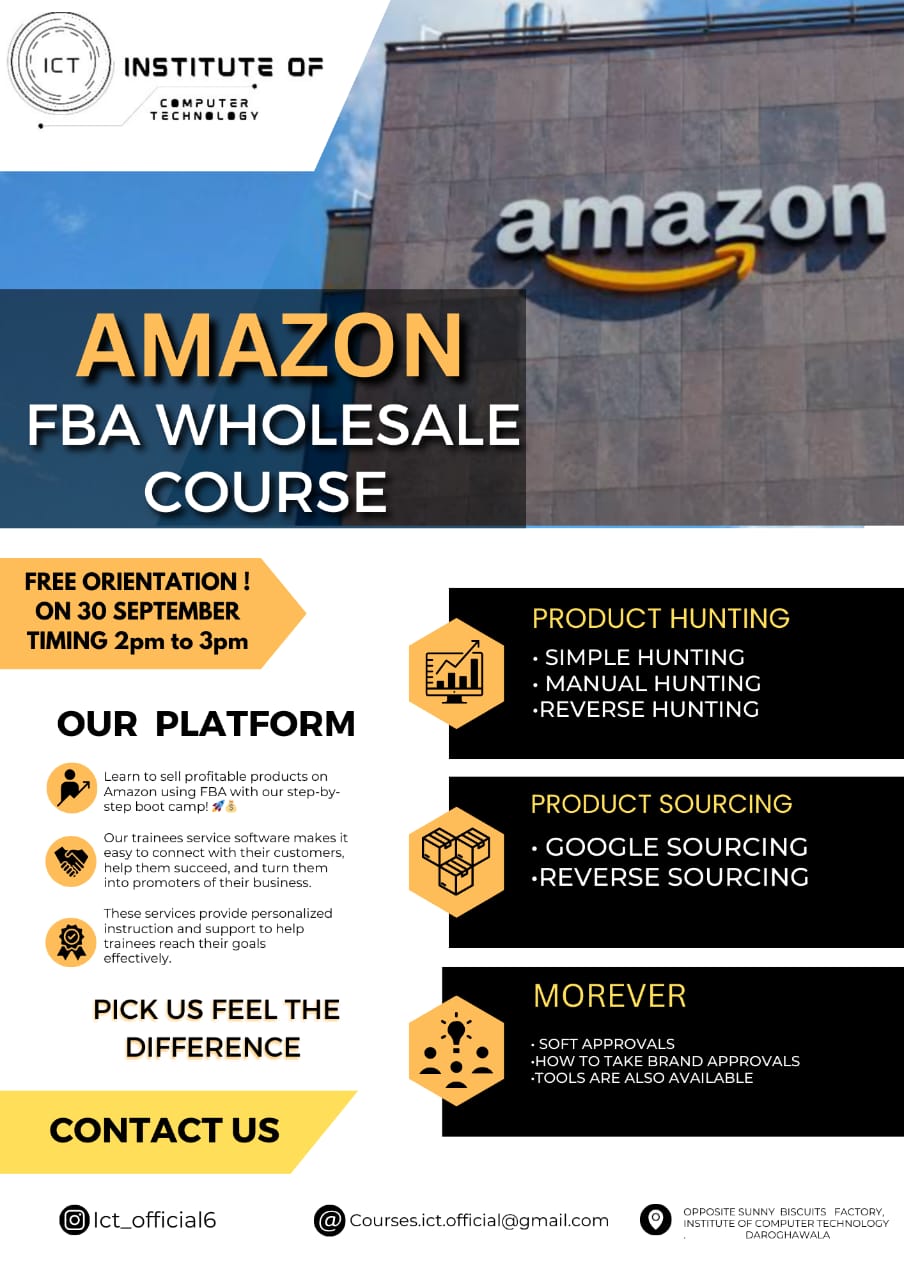 ICT
INSTITUTE OF
COMPUTER
TECHNOLOGY
amazon
AMAZON
FBA WHOLESALE
COURSE
FREE ORIENTATION !
ON 30 SEPTEMBER
TIMING 2pm to 3pm
OUR PLATFORM
Learn to sell profitable products on
Amazon using FBA with our step-by-
step boot camp! 🚀💰
Our trainees service software makes it
easy to connect with their customers,
help them succeed, and turn them
into promoters of their business.
These services provide personalized
instruction and support to help
trainees reach their goals
effectively.
PICK US FEEL THE
DIFFERENCE
PRODUCT HUNTING
• SIMPLE HUNTING
• MANUAL HUNTING
•REVERSE HUNTING
PRODUCT SOURCING
• GOOGLE SOURCING
•REVERSE SOURCING
MOREVER
• SOFT APPROVALS
•HOW TO TAKE BRAND APPROVALS
•TOOLS ARE ALSO AVAILABLE
CONTACT US
Ict_official6
@ Courses.ict.official@gmail.com
OPPOSITE SUNNY BISCUITS FACTORY,
INSTITUTE OF COMPUTER TECHNOLOGY
. DAROGHAWALA